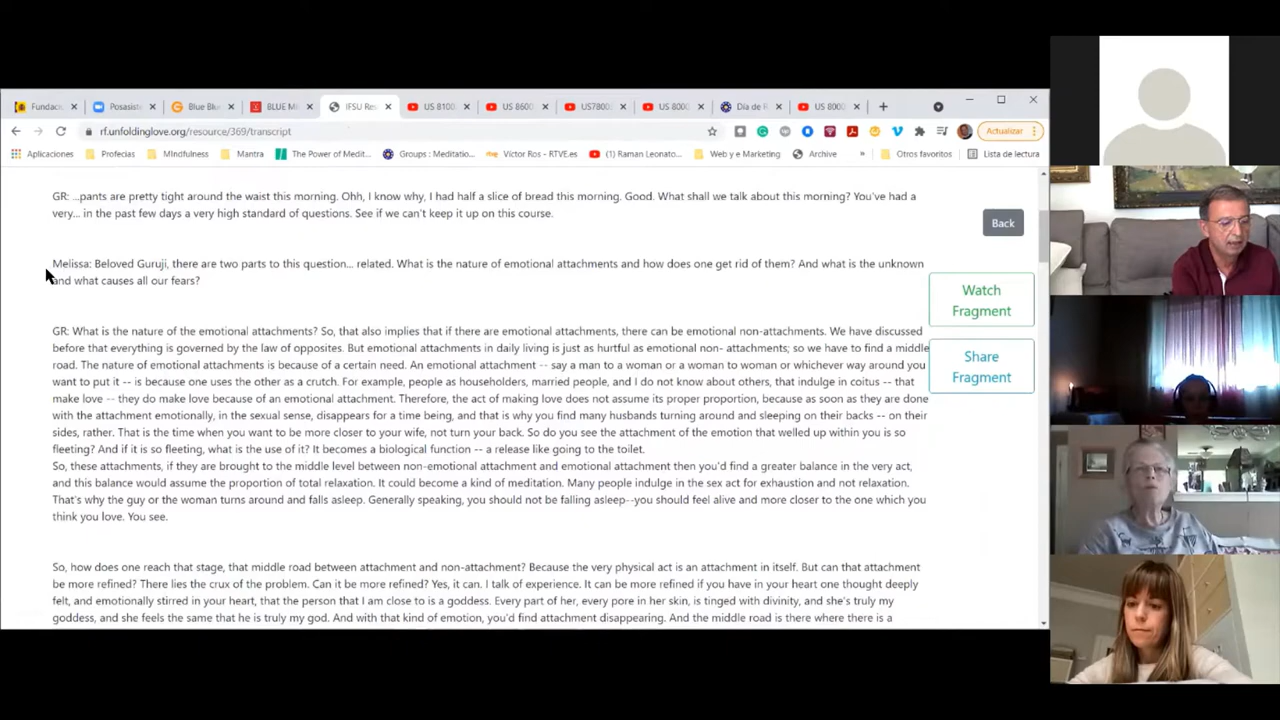 Fundaci
Posasiste
Blue Blu
BLUE MI
IFSU Re
US 8100
US 8600
US7800
US 8000
Día de R
US 8000
rf.unfoldinglove.org/resource/369/transcript
Actualizar
Aplicaciones
Profecias
MIndfulness
Mantra
The Power of Medit...
Groups : Meditatio...
Víctor Ros - RTVE.es
(1) Raman Leonato...
Web y e Marketing
Archive
»
Otros favoritos
Lista de lectura
GR: ...pants are pretty tight around the waist this morning. Ohh, I know why, I had half a slice of bread this morning. Good. What shall we talk about this morning? You've had a
very... in the past few days a very high standard of questions. See if we can't keep it up on this course.
Back
Melissa: Beloved Guruji, there are two parts to this question... related. What is the nature of emotional attachments and how does one get rid of them? And what is the unknown
and what causes all our fears?
Watch
Fragment
Share
Fragment
GR: What is the nature of the emotional attachments? So, that also implies that if there are emotional attachments, there can be emotional non-attachments. We have discussed
before that everything is governed by the law of opposites. But emotional attachments in daily living is just as hurtful as emotional non- attachments; so we have to find a middle
road. The nature of emotional attachments is because of a certain need. An emotional attachment -- say a man to a woman or a woman to woman or whichever way around you
want to put it -- is because one uses the other as a crutch. For example, people as householders, married people, and I do not know about others, that indulge in coitus -- that
make love -- they do make love because of an emotional attachment. Therefore, the act of making love does not assume its proper proportion, because as soon as they are done
with the attachment emotionally, in the sexual sense, disappears for a time being, and that is why you find many husbands turning around and sleeping on their backs -- on their
sides, rather. That is the time when you want to be more closer to your wife, not turn your back. So do you see the attachment of the emotion that welled up within you is so
fleeting? And if it is so fleeting, what is the use of it? It becomes a biological function -- a release like going to the toilet.
So, these attachments, if they are brought to the middle level between non-emotional attachment and emotional attachment then you'd find a greater balance in the very act,
and this balance would assume the proportion of total relaxation. It could become a kind of meditation. Many people indulge in the sex act for exhaustion and not relaxation.
That's why the guy or the woman turns around and falls asleep. Generally speaking, you should not be falling asleep--you should feel alive and more closer to the one which you
think you love. You see.
So, how does one reach that stage, that middle road between attachment and non-attachment? Because the very physical act is an attachment in itself. But can that attachment
be more refined? There lies the crux of the problem. Can it be more refined? Yes, it can. I talk of experience. It can be more refined if you have in your heart one thought deeply
felt, and emotionally stirred in your heart, that the person that I am close to is a goddess. Every part of her, every pore in her skin, is tinged with divinity, and she's truly my
goddess, and she feels the same that he is truly my god. And with that kind of emotion, you'd find attachment disappearing. And the middle road is there where there is a